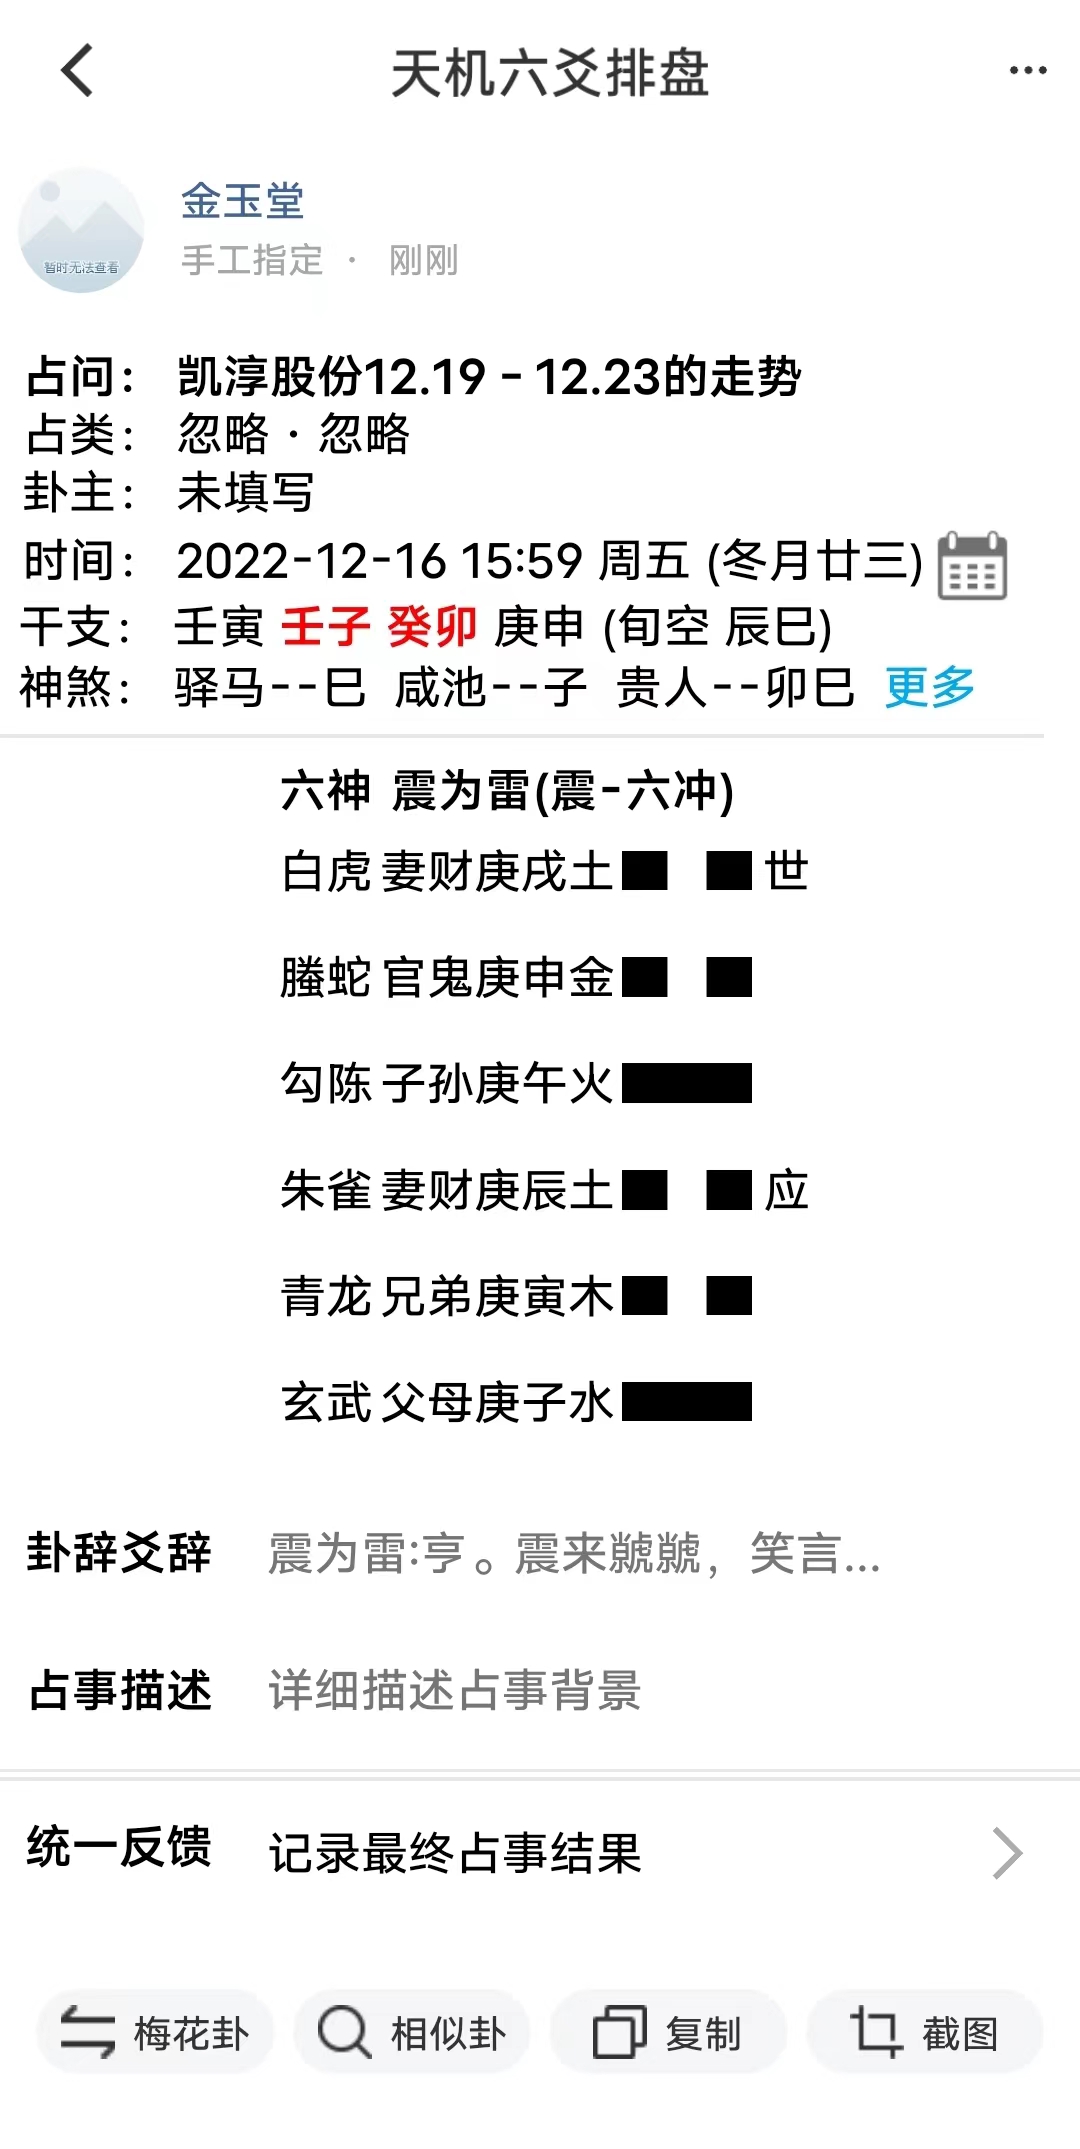 天机六爻排盘
暂时无法查看
金玉堂
手工指定 · 刚刚
占问： 凯淳股份12.19 - 12.23的走势
占类： 忽略 · 忽略
卦主： 未填写
时间： 2022-12-16 15:59 周五 (冬月廿三)
干支： 壬寅 壬子 癸卯 庚申 (旬空 辰巳)
神煞： 驿马--巳 咸池--子 贵人--卯巳 更多
六神 震为雷(震-六冲)
白虎 妻财庚戌土 世
螣蛇 官鬼庚申金
勾陈 子孙庚午火
朱雀 妻财庚辰土 应
青龙 兄弟庚寅木
玄武 父母庚子水
卦辞爻辞 震为雷:亨。震来虩虩，笑言...
占事描述 详细描述占事背景
统一反馈 记录最终占事结果
梅花卦 相似卦 复制 截图